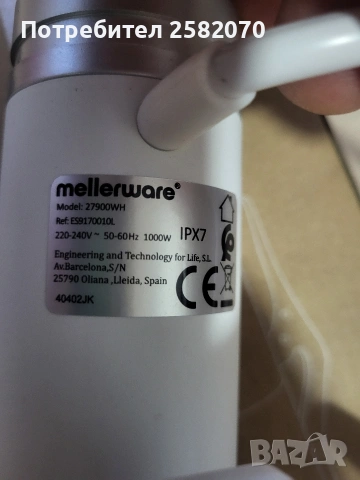 Потребител 2582070
mellerware®
Model: 27900WH
Ref: ES9170010L
220-240V ~ 50-60Hz 1000W IPX7
Engineering and Technology for Life, S.L
Av.Barcelona,S/N
25790 Oliana ,Lleida, Spain
40402JK
CE
BAZAR